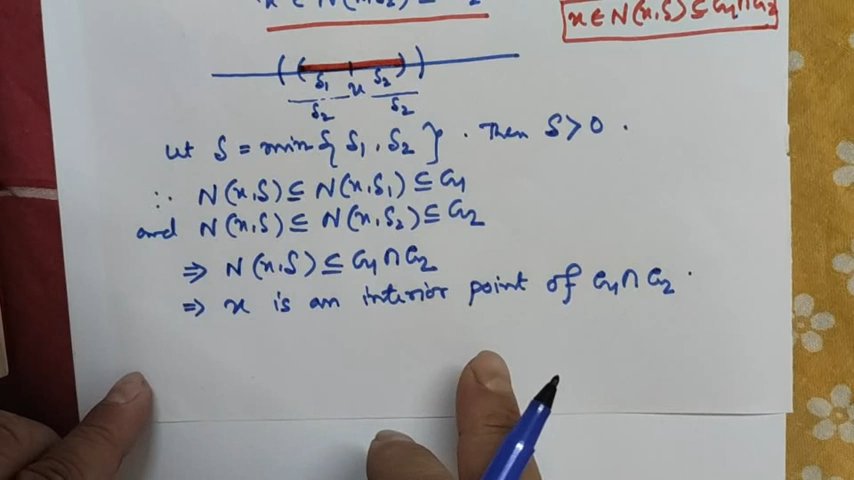 x ∈ N(x, δ) ⊆ G₁∩G₂
( ( ) )
δ₁ x δ₂
δ₂ δ₂
Let δ = min { δ₁, δ₂ } . Then δ > 0 .
∴ N(x, δ) ⊆ N(x, δ₁) ⊆ G₁
and N(x, δ) ⊆ N(x, δ₂) ⊆ G₂
⇒ N(x, δ) ⊆ G₁∩G₂
⇒ x is an interior point of G₁∩G₂ .